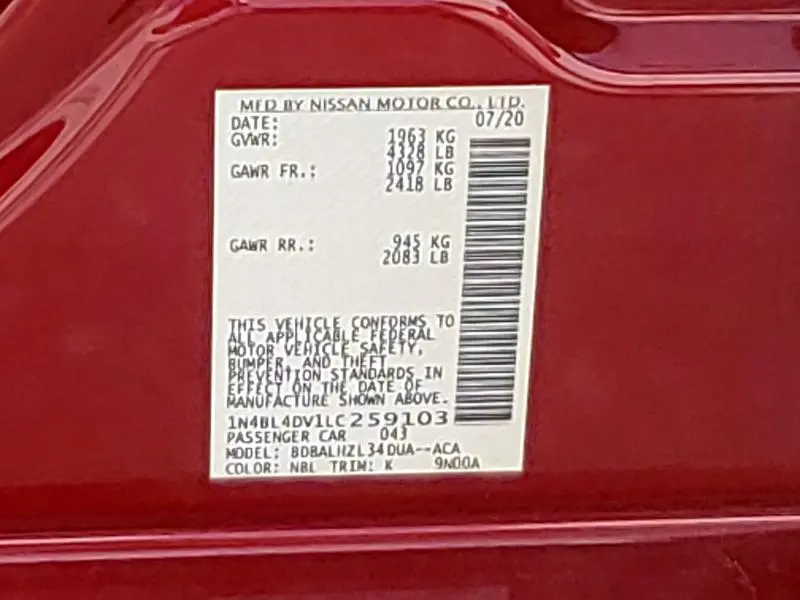 MFD BY NISSAN MOTOR CO., LTD.
DATE: 07/20
GVWR: 1963 KG
4328 LB
GAWR FR.: 1097 KG
2418 LB
GAWR RR.: 945 KG
2083 LB
THIS VEHICLE CONFORMS TO
ALL APPLICABLE FEDERAL
MOTOR VEHICLE SAFETY,
BUMPER, AND THEFT
PREVENTION STANDARDS IN
EFFECT ON THE DATE OF
MANUFACTURE SHOWN ABOVE.
1N4BL4DV1LC259103
PASSENGER CAR 043
MODEL: BDBALHZL34DUA--ACA
COLOR: NBL TRIM: K 9N00A